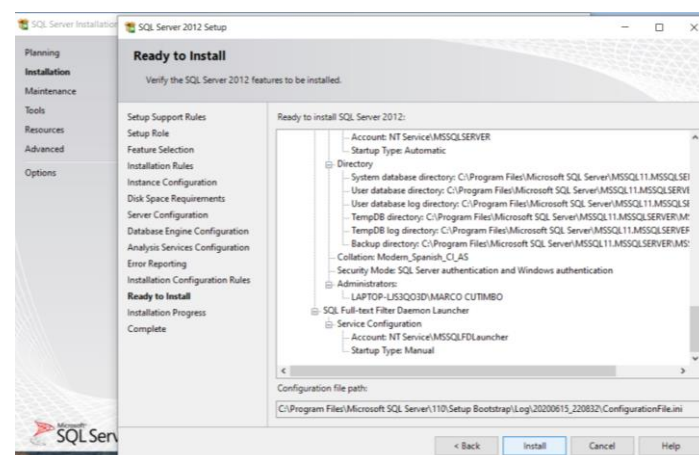 SQL Server Installation
SQL Server 2012 Setup
Planning
Installation
Maintenance
Tools
Resources
Advanced
Options
Microsoft
SQL Serv
Ready to Install
Verify the SQL Server 2012 features to be installed.
Setup Support Rules
Setup Role
Feature Selection
Installation Rules
Instance Configuration
Disk Space Requirements
Server Configuration
Database Engine Configuration
Analysis Services Configuration
Error Reporting
Installation Configuration Rules
Ready to Install
Installation Progress
Complete
Ready to install SQL Server 2012:
Account: NT Service\MSSQLSERVER
Startup Type: Automatic
Directory
System database directory: C:\Program Files\Microsoft SQL Server\MSSQL11.MSSQLSEI
User database directory: C:\Program Files\Microsoft SQL Server\MSSQL11.MSSQLSERVI
User database log directory: C:\Program Files\Microsoft SQL Server\MSSQL11.MSSQLSE
TempDB directory: C:\Program Files\Microsoft SQL Server\MSSQL11.MSSQLSERVER\M:
TempDB log directory: C:\Program Files\Microsoft SQL Server\MSSQL11.MSSQLSERVEF
Backup directory: C:\Program Files\Microsoft SQL Server\MSSQL11.MSSQLSERVER\MS:
Collation: Modern_Spanish_CI_AS
Security Mode: SQL Server authentication and Windows authentication
Administrators:
LAPTOP-LJS3QO3D\MARCO CUTIMBO
SQL Full-text Filter Daemon Launcher
Service Configuration
Account: NT Service\MSSQLFDLauncher
Startup Type: Manual
Configuration file path:
C:\Program Files\Microsoft SQL Server\110\Setup Bootstrap\Log\20200615_220832\ConfigurationFile.ini
< Back
Install
Cancel
Help